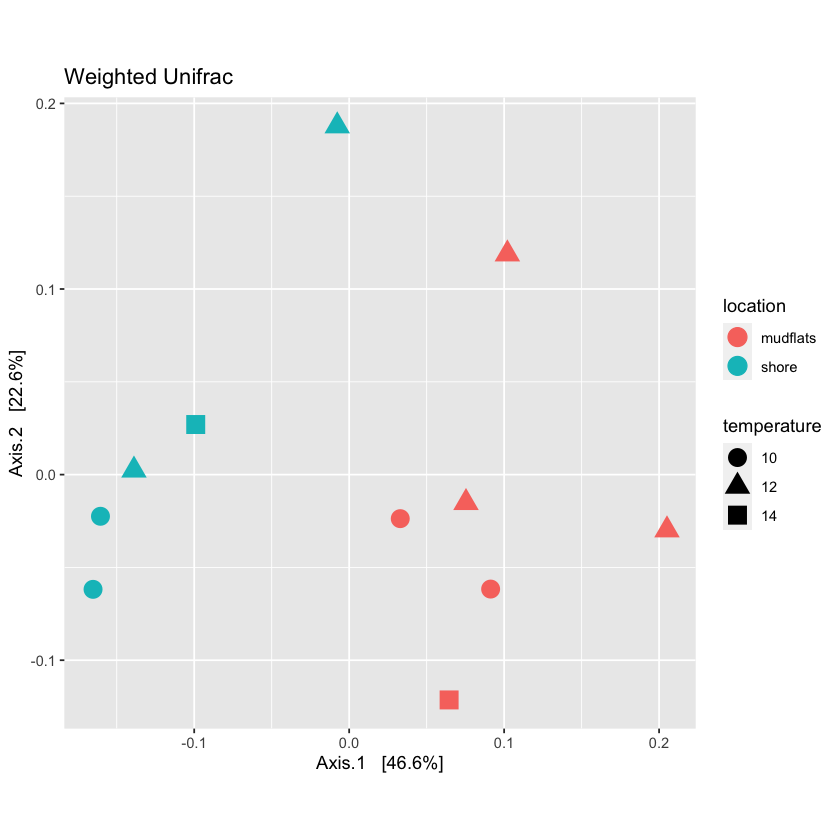 Weighted Unifrac
0.2
0.1
0.0
-0.1
Axis.2 [22.6%]
-0.1
0.0
0.1
0.2
Axis.1 [46.6%]
location
mudflats
shore
temperature
10
12
14